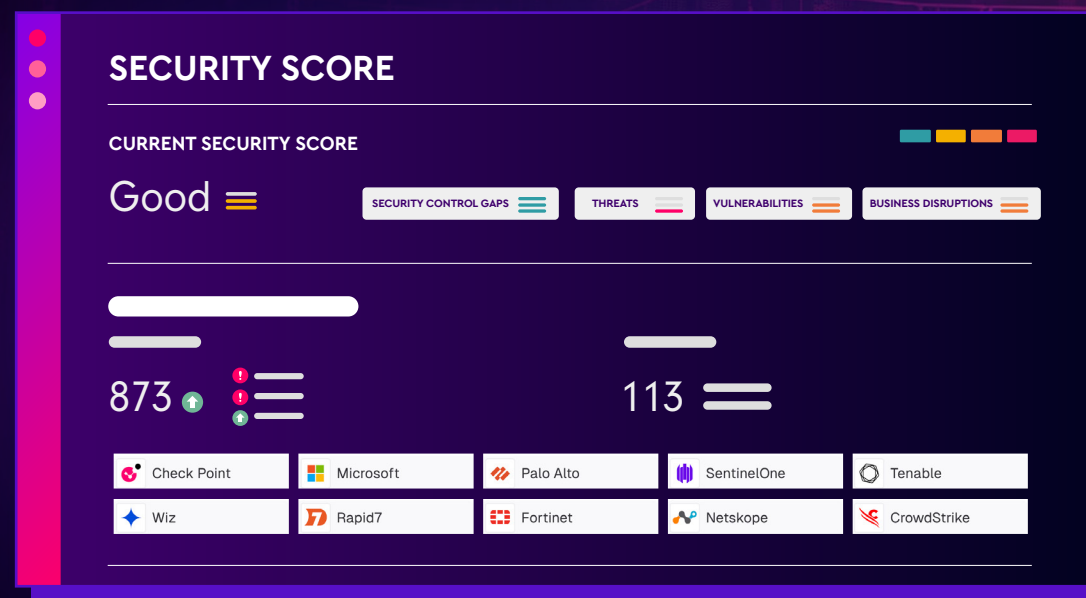 SECURITY SCORE
CURRENT SECURITY SCORE
Good
SECURITY CONTROL GAPS
THREATS
VULNERABILITIES
BUSINESS DISRUPTIONS
873
113
Check Point
Microsoft
Palo Alto
SentinelOne
Tenable
Wiz
Rapid7
Fortinet
Netskope
CrowdStrike